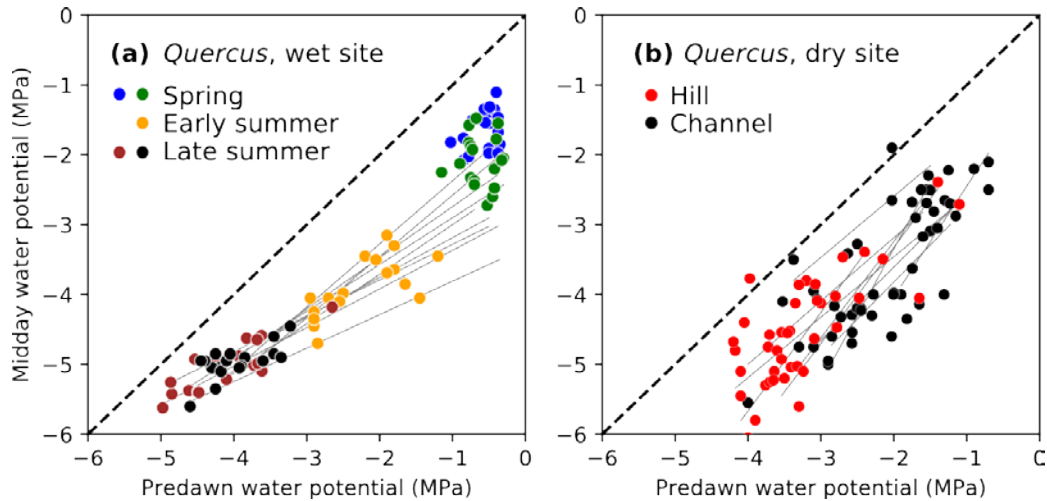 (a) Quercus, wet site
Spring
Early summer
Late summer
Midday water potential (MPa)
0
−1
−2
−3
−4
−5
−6
−6
−5
−4
−3
−2
−1
0
Predawn water potential (MPa)
(b) Quercus, dry site
Hill
Channel
0
−1
−2
−3
−4
−5
−6
−6
−5
−4
−3
−2
−1
0
Predawn water potential (MPa)